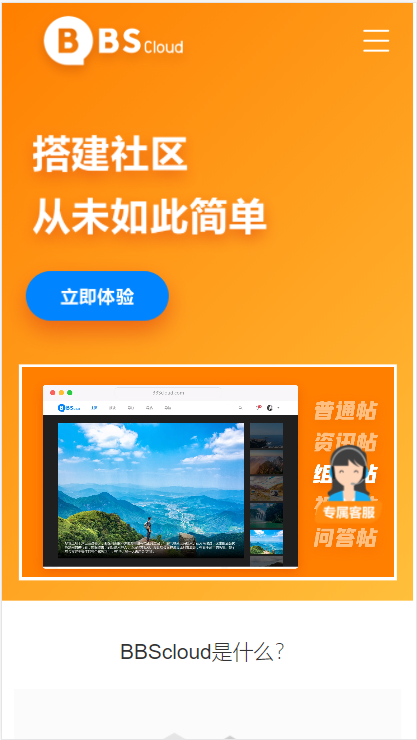 BBS Cloud
搭建社区
从未如此简单
立即体验
bbscloud.com
普通帖
资讯帖
组 帖
专属客服
问答帖
BBScloud是什么？